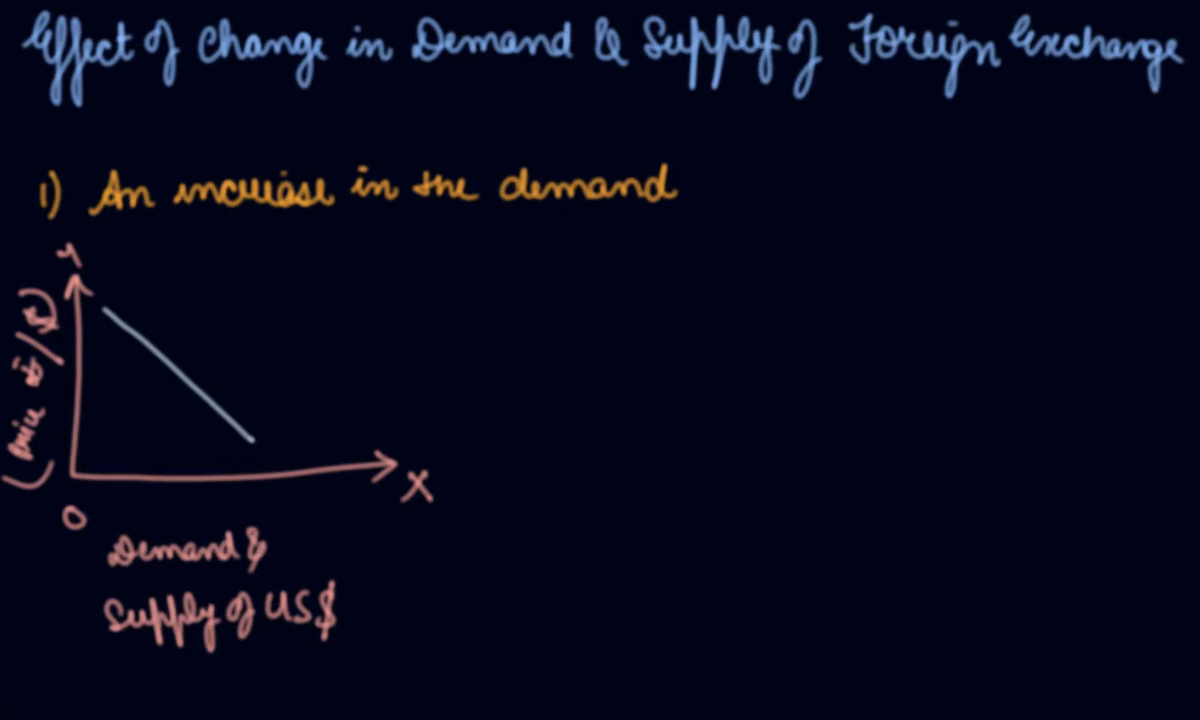 Effect of Change in Demand & Supply of Foreign Exchange
1) An increase in the demand
Y
X
O
Demand &
Supply of US$